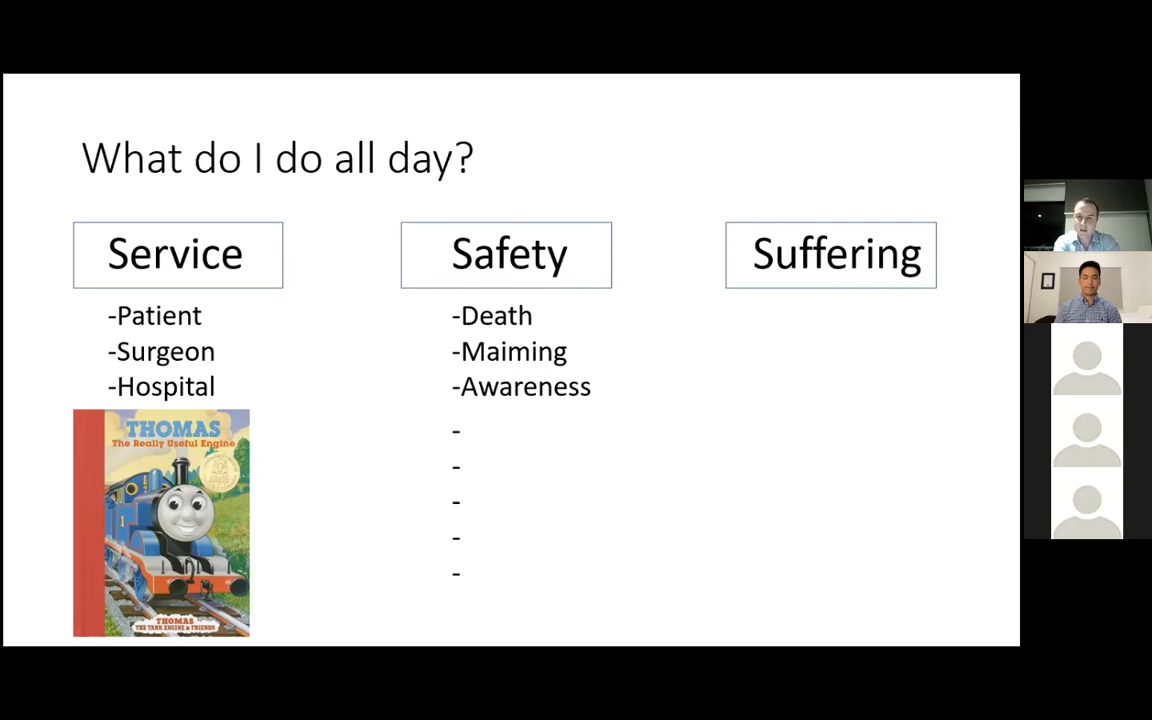 What do I do all day?
Service
-Patient
-Surgeon
-Hospital
THOMAS
The Really Useful Engine
1
THOMAS
THE TANK ENGINE & FRIENDS
Safety
-Death
-Maiming
-Awareness
-
-
-
-
-
Suffering